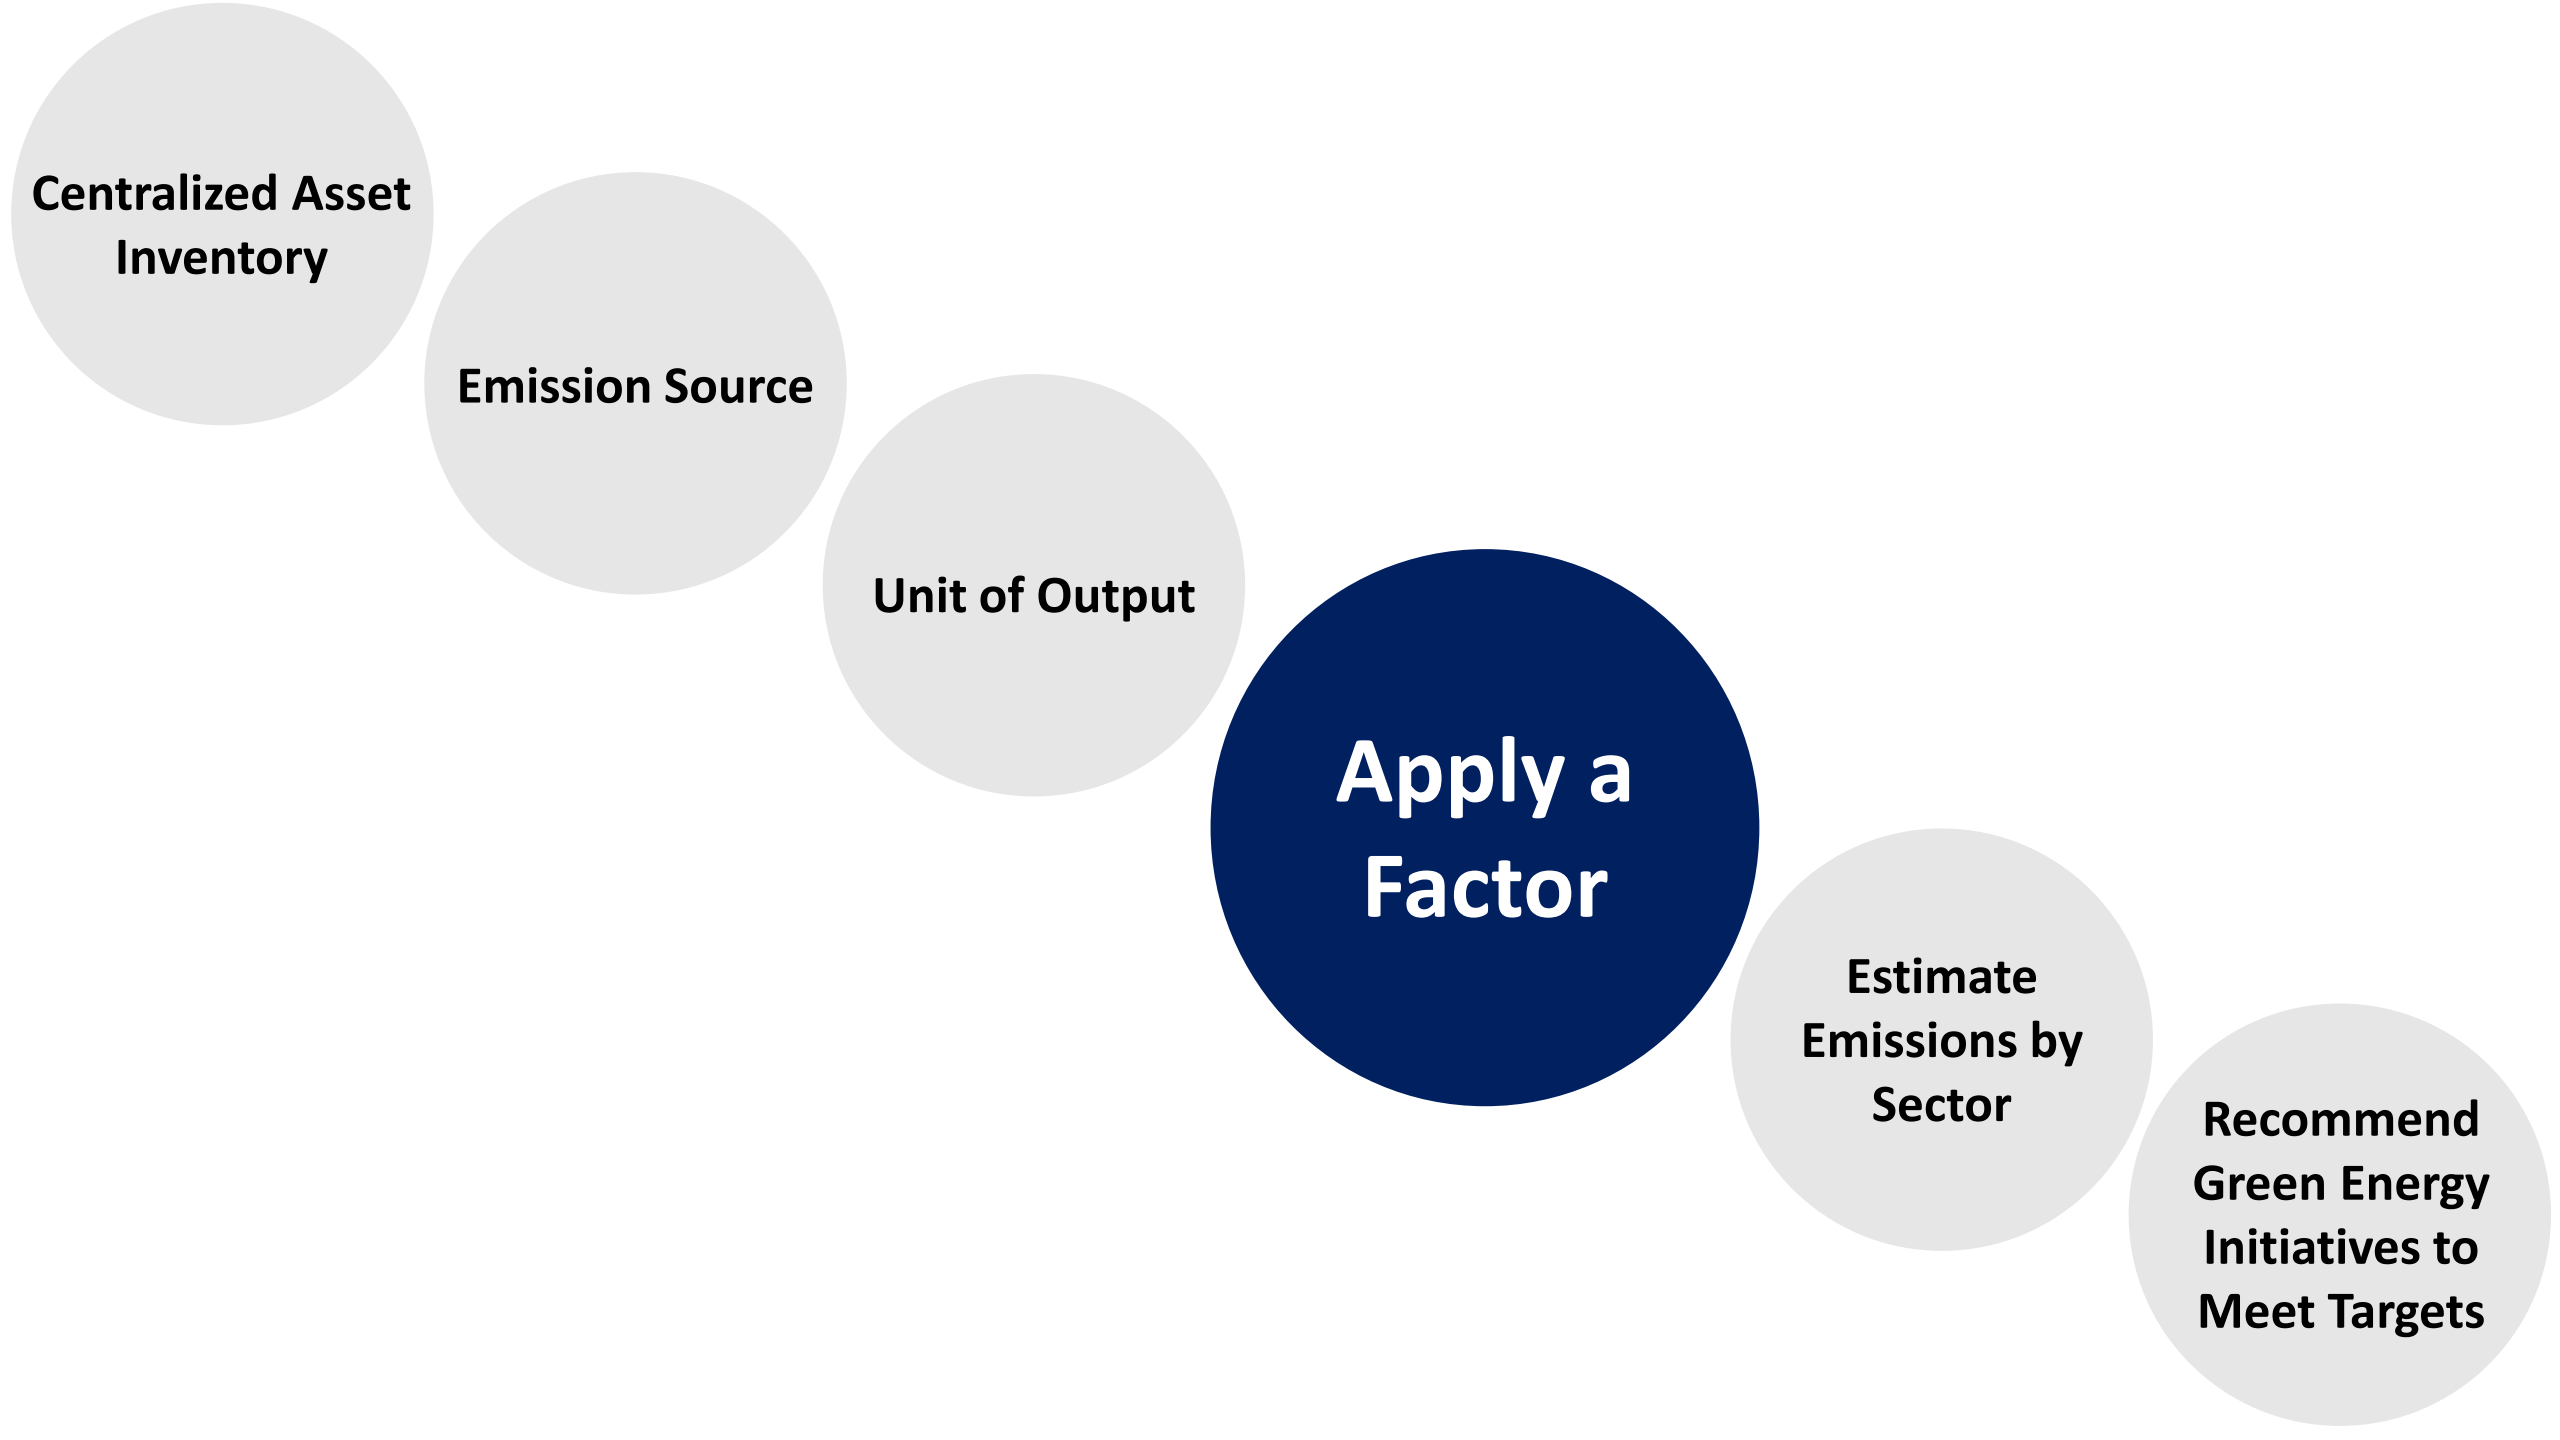 Centralized Asset
Inventory
Emission Source
Unit of Output
Apply a
Factor
Estimate
Emissions by
Sector
Recommend
Green Energy
Initiatives to
Meet Targets